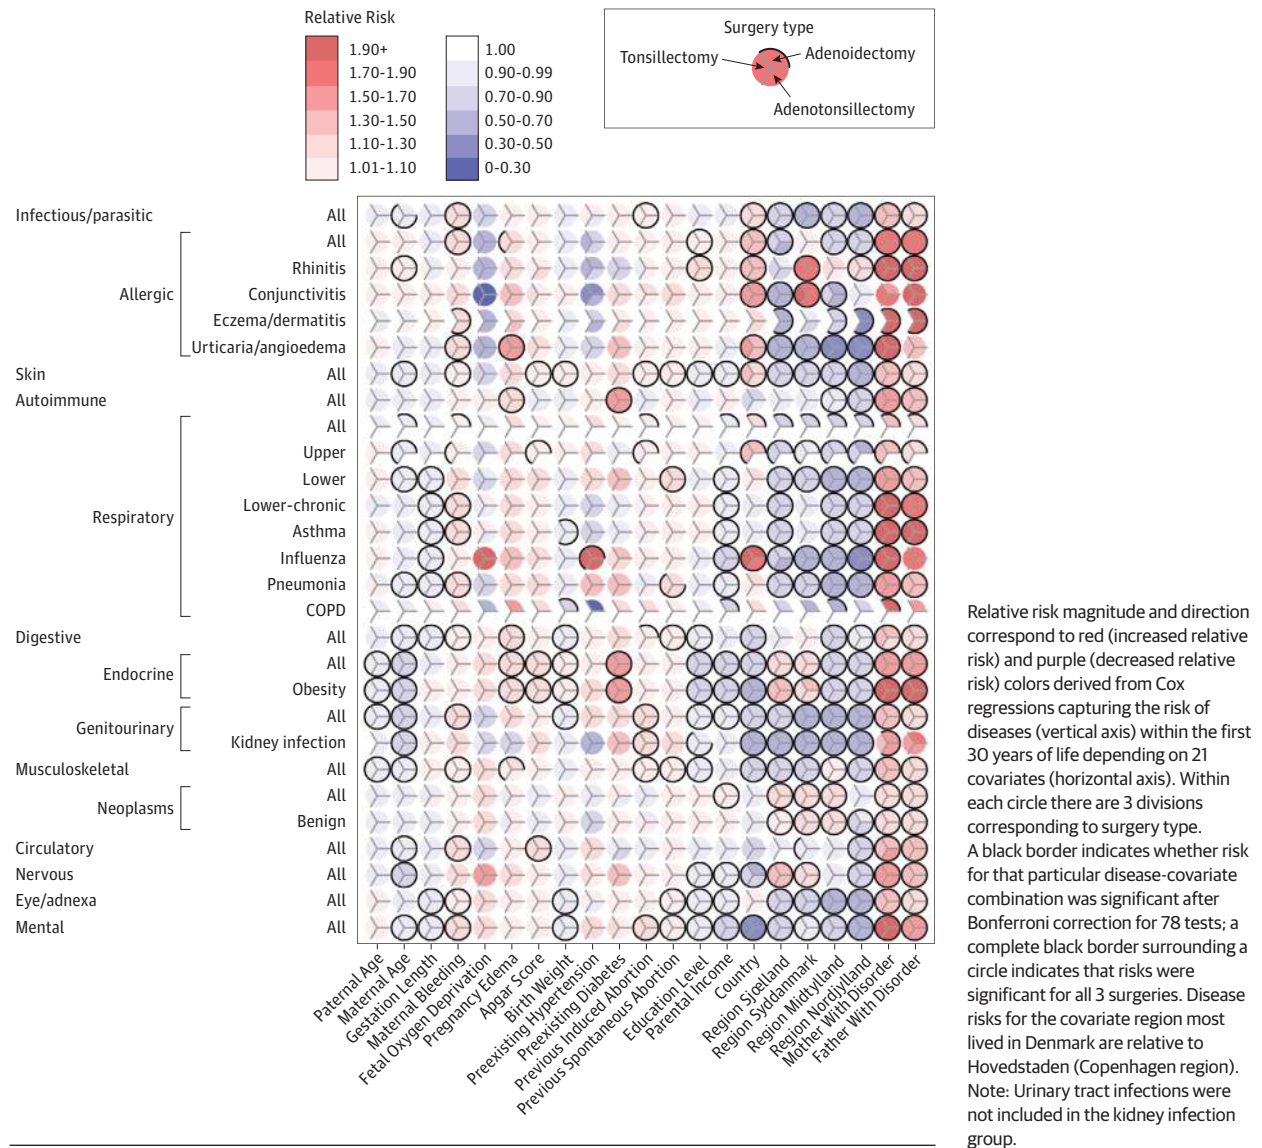 Relative Risk
1.90+
1.70-1.90
1.50-1.70
1.30-1.50
1.10-1.30
1.01-1.10
1.00
0.90-0.99
0.70-0.90
0.50-0.70
0.30-0.50
0-0.30
Surgery type
Tonsillectomy
Adenoidectomy
Adenotonsillectomy
Infectious/parasitic All
All
Rhinitis
Allergic Conjunctivitis
Eczema/dermatitis
Urticaria/angioedema
Skin All
Autoimmune All
All
Upper
Lower
Respiratory Lower-chronic
Asthma
Influenza
Pneumonia
COPD
Digestive All
Endocrine All
Obesity
Genitourinary All
Kidney infection
Musculoskeletal All
Neoplasms All
Benign
Circulatory All
Nervous All
Eye/adnexa All
Mental All
Paternal Age
Maternal Age
Gestation Length
Maternal Bleeding
Fetal Oxygen Deprivation
Pregnancy Edema
Apgar Score
Birth Weight
Preexisting Hypertension
Preexisting Diabetes
Previous Induced Abortion
Previous Spontaneous Abortion
Education Level
Parental Income
Country
Region Sjœlland
Region Syddanmark
Region Midtylland
Region Nordjylland
Mother With Disorder
Father With Disorder
Relative risk magnitude and direction
correspond to red (increased relative
risk) and purple (decreased relative
risk) colors derived from Cox
regressions capturing the risk of
diseases (vertical axis) within the first
30 years of life depending on 21
covariates (horizontal axis). Within
each circle there are 3 divisions
corresponding to surgery type.
A black border indicates whether risk
for that particular disease-covariate
combination was significant after
Bonferroni correction for 78 tests; a
complete black border surrounding a
circle indicates that risks were
significant for all 3 surgeries. Disease
risks for the covariate region most
lived in Denmark are relative to
Hovedstaden (Copenhagen region).
Note: Urinary tract infections were
not included in the kidney infection
group.